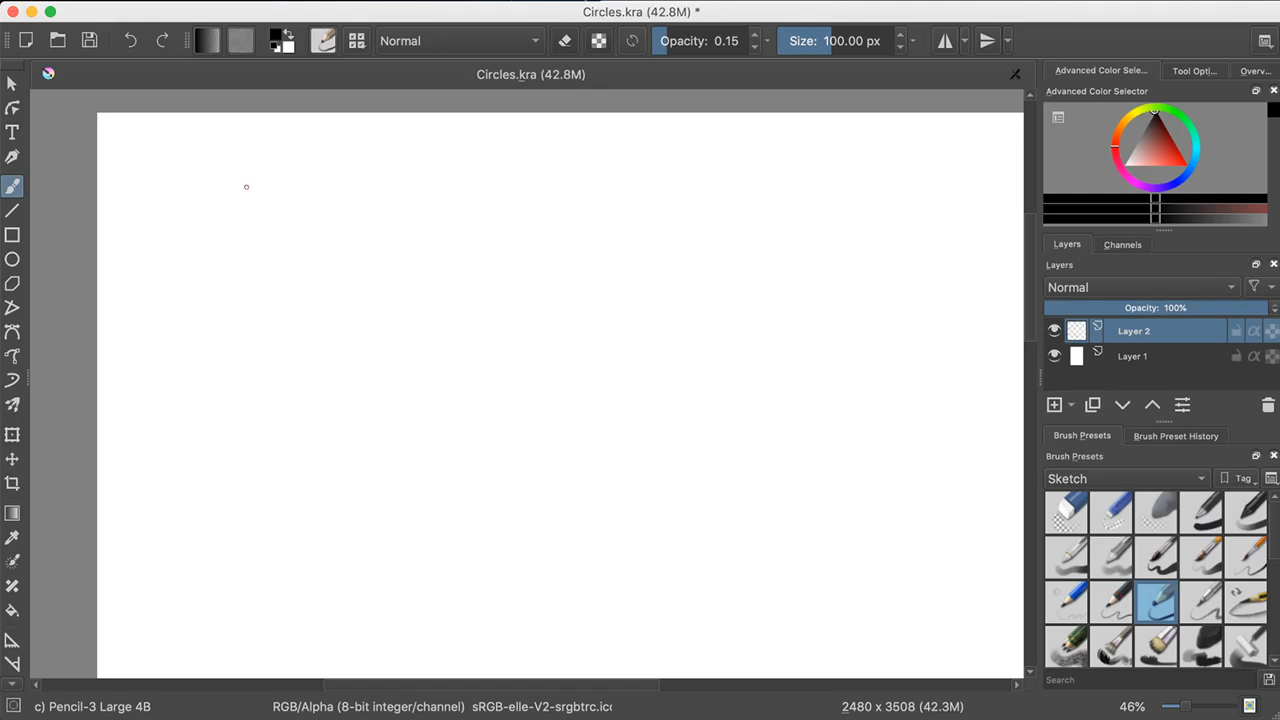 Circles.kra (42.8M) *
Normal
Opacity: 0.15
Size: 100.00 px
Circles.kra (42.8M)
Advanced Color Sele...
Tool Opti...
Overv...
Advanced Color Selector
Layers
Channels
Layers
Normal
Opacity: 100%
Layer 2
Layer 1
Brush Presets
Brush Preset History
Brush Presets
Sketch
Tag
Search
c) Pencil-3 Large 4B
RGB/Alpha (8-bit integer/channel) sRGB-elle-V2-srgbtrc.icc
2480 x 3508 (42.3M)
46%